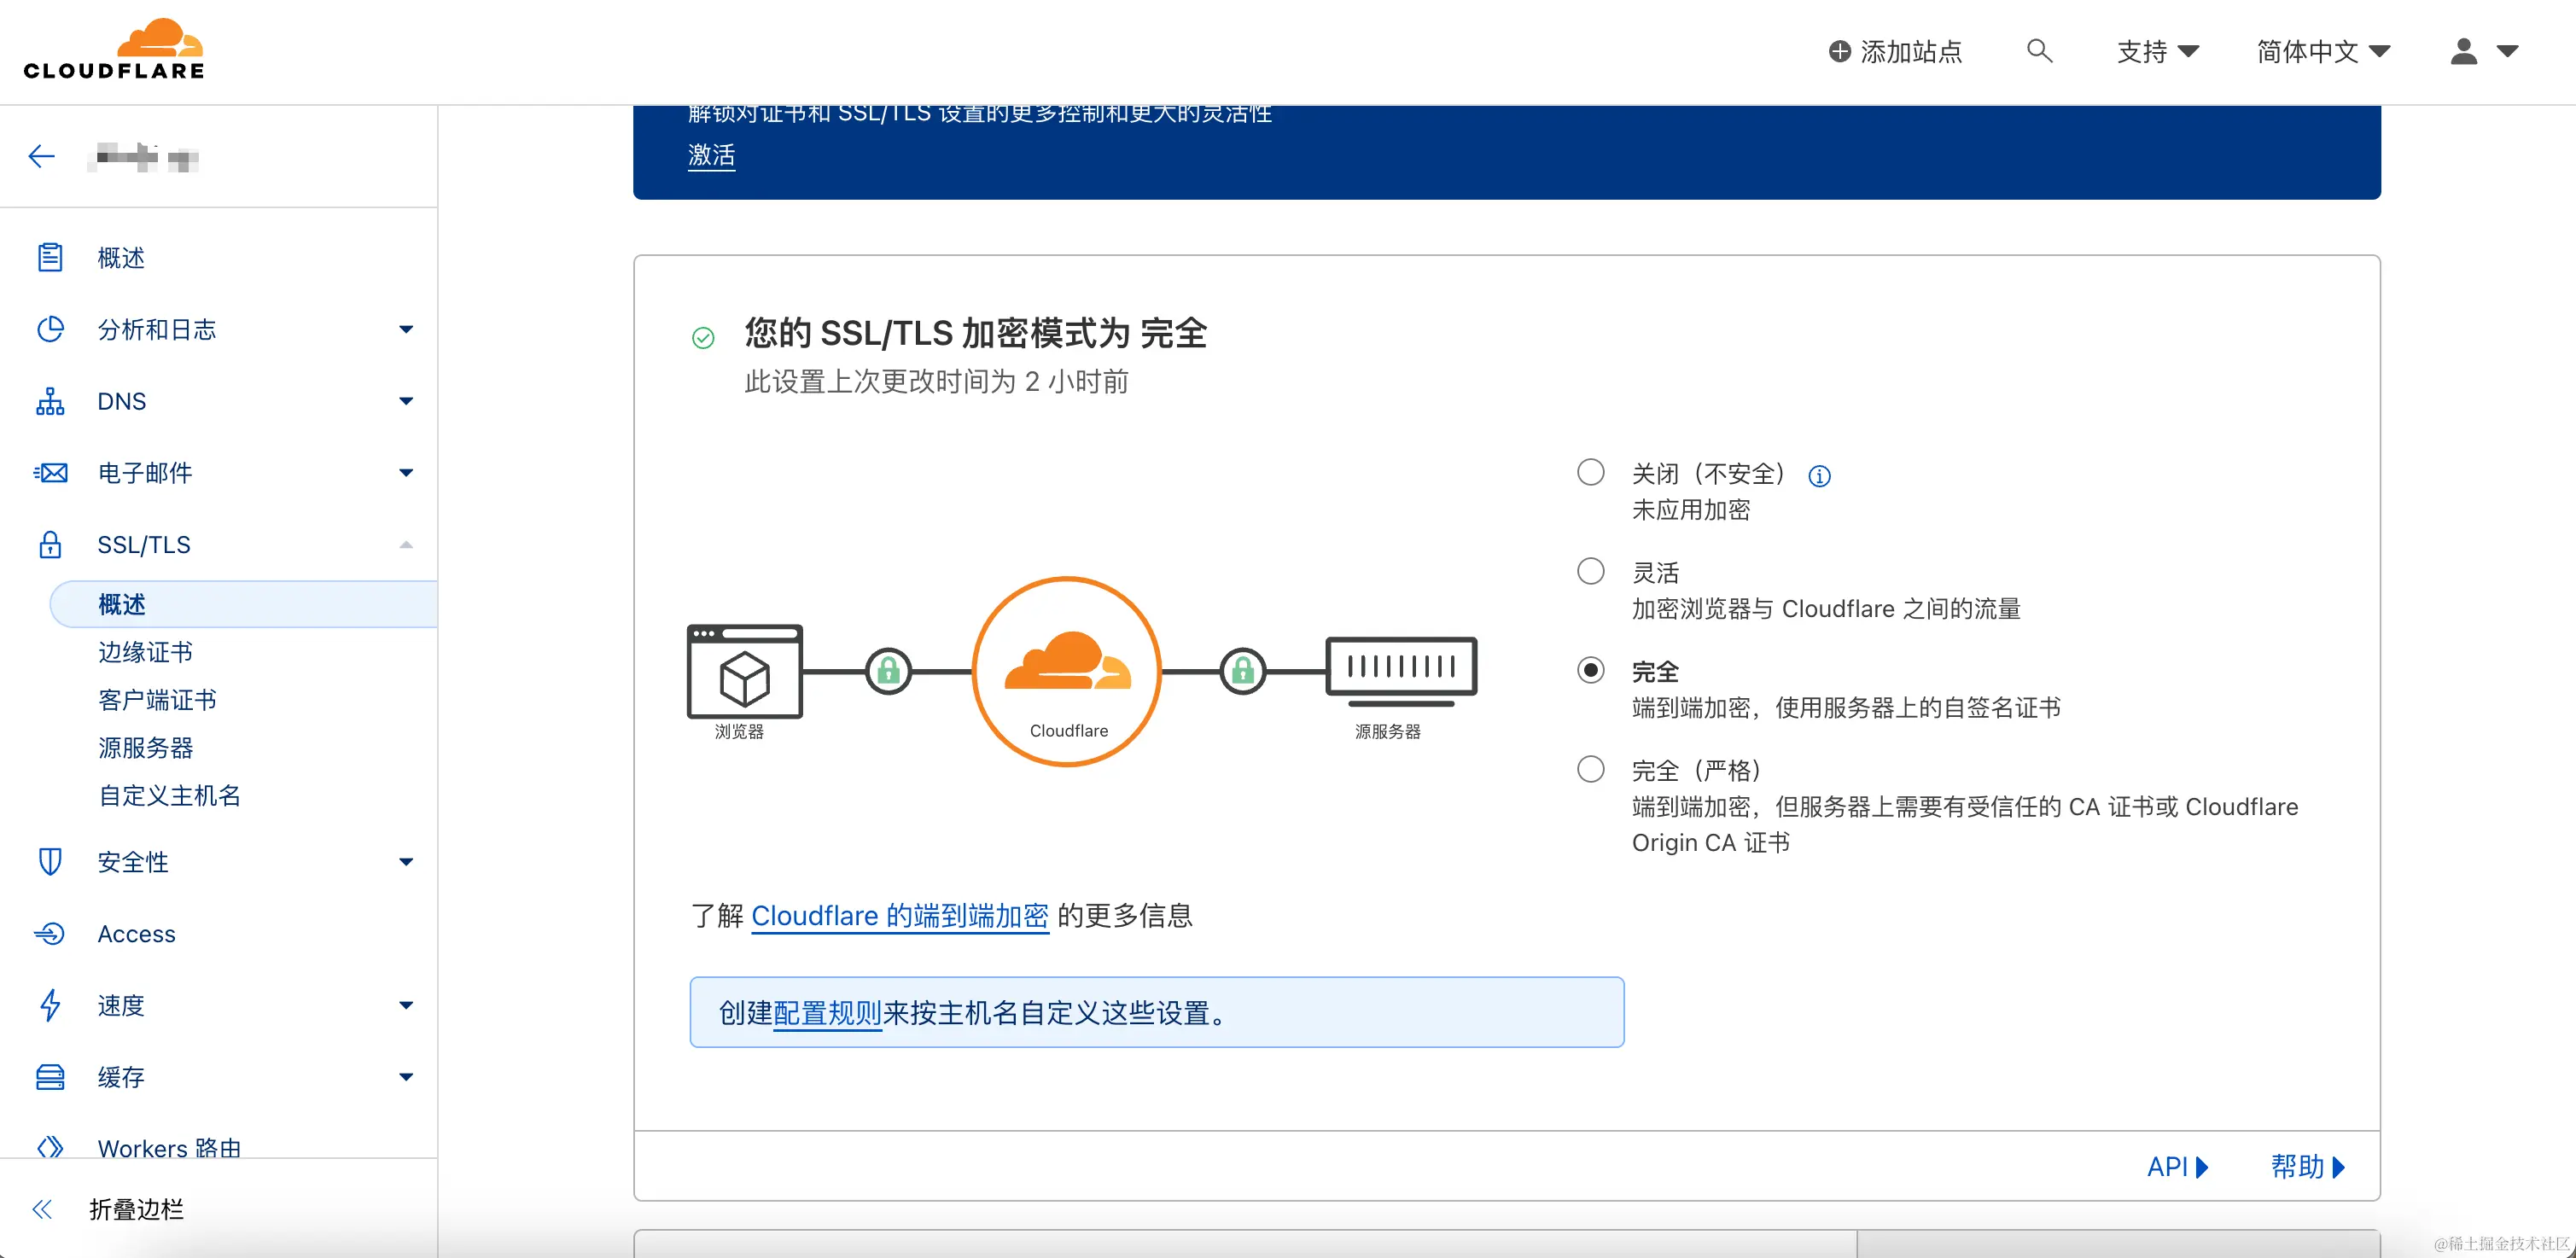 CLOUDFLARE
添加站点
支持
简体中文
概述
分析和日志
DNS
电子邮件
SSL/TLS
概述
边缘证书
客户端证书
源服务器
自定义主机名
安全性
Access
速度
缓存
Workers 路由
折叠边栏
解锁对证书和 SSL/TLS 设置的更多控制和更大的灵活性
激活
您的 SSL/TLS 加密模式为 完全
此设置上次更改时间为 2 小时前
浏览器
Cloudflare
源服务器
关闭（不安全）
未应用加密
灵活
加密浏览器与 Cloudflare 之间的流量
完全
端到端加密，使用服务器上的自签名证书
完全（严格）
端到端加密，但服务器上需要有受信任的 CA 证书或 Cloudflare
Origin CA 证书
了解 Cloudflare 的端到端加密 的更多信息
创建配置规则来按主机名自定义这些设置。
API
帮助
@稀土掘金技术社区